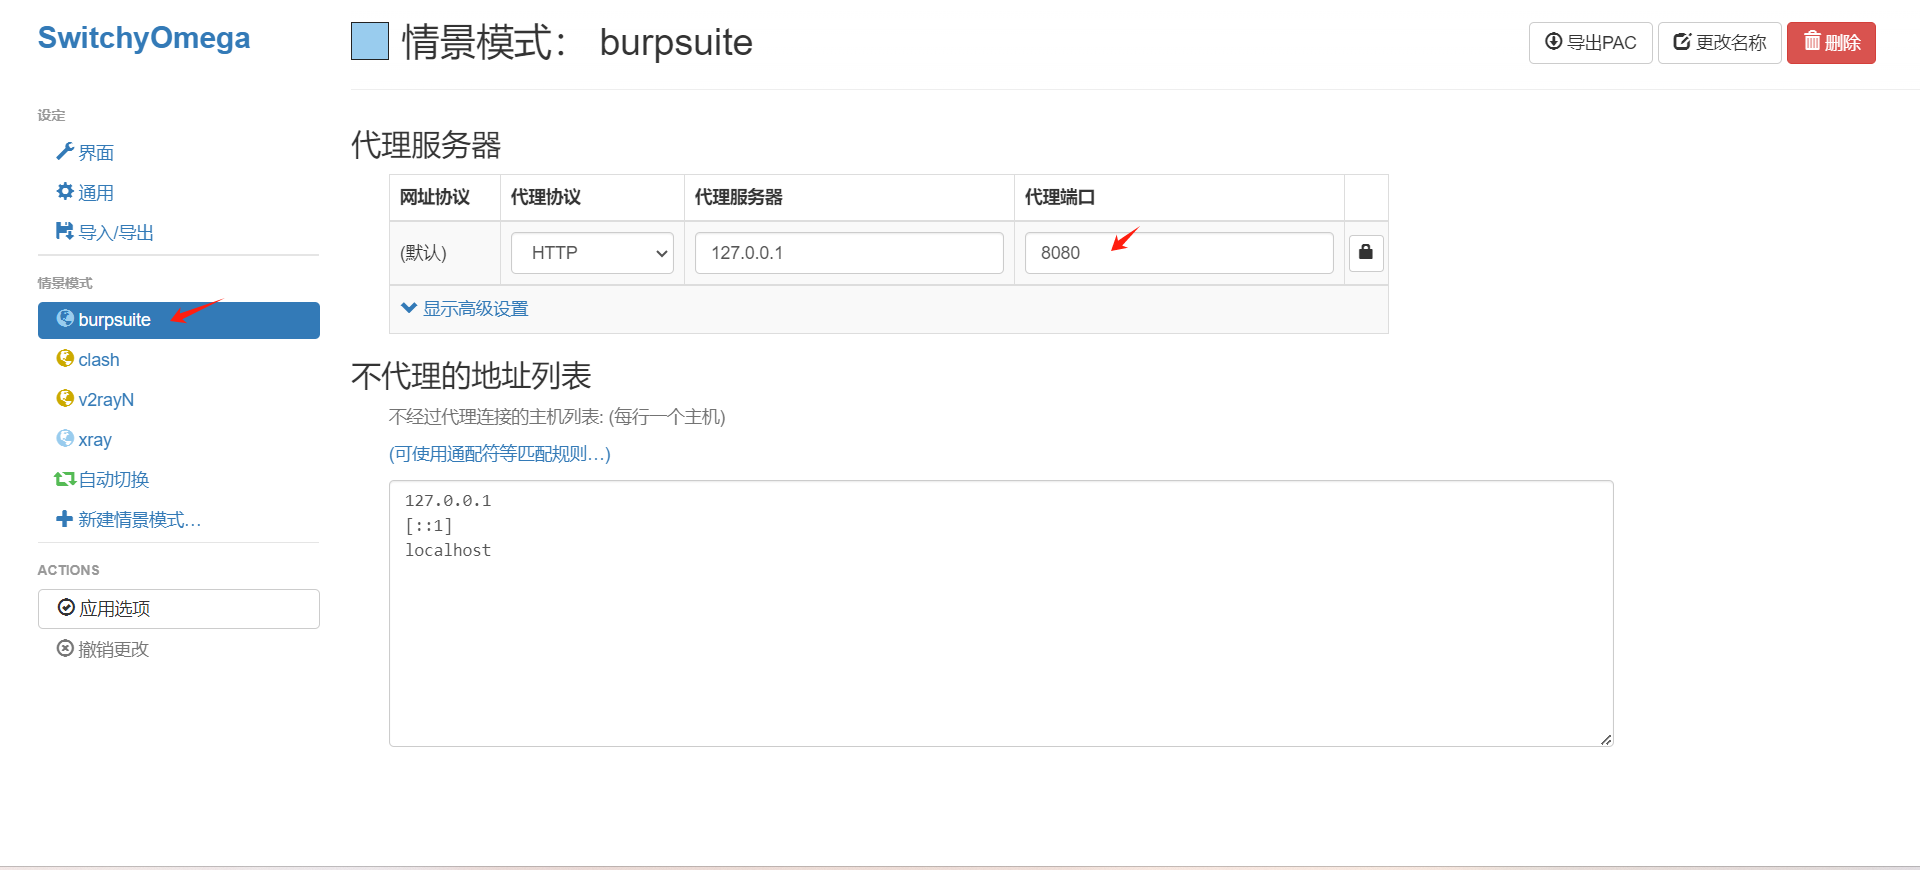 SwitchyOmega
设定
界面
通用
导入/导出
情景模式
burpsuite
clash
v2rayN
xray
自动切换
新建情景模式…
ACTIONS
应用选项
撤销更改
情景模式： burpsuite
导出PAC 更改名称 删除
代理服务器
网址协议 代理协议 代理服务器 代理端口
(默认) HTTP 127.0.0.1 8080
显示高级设置
不代理的地址列表
不经过代理连接的主机列表: (每行一个主机)
(可使用通配符等匹配规则…)
127.0.0.1
[::1]
localhost